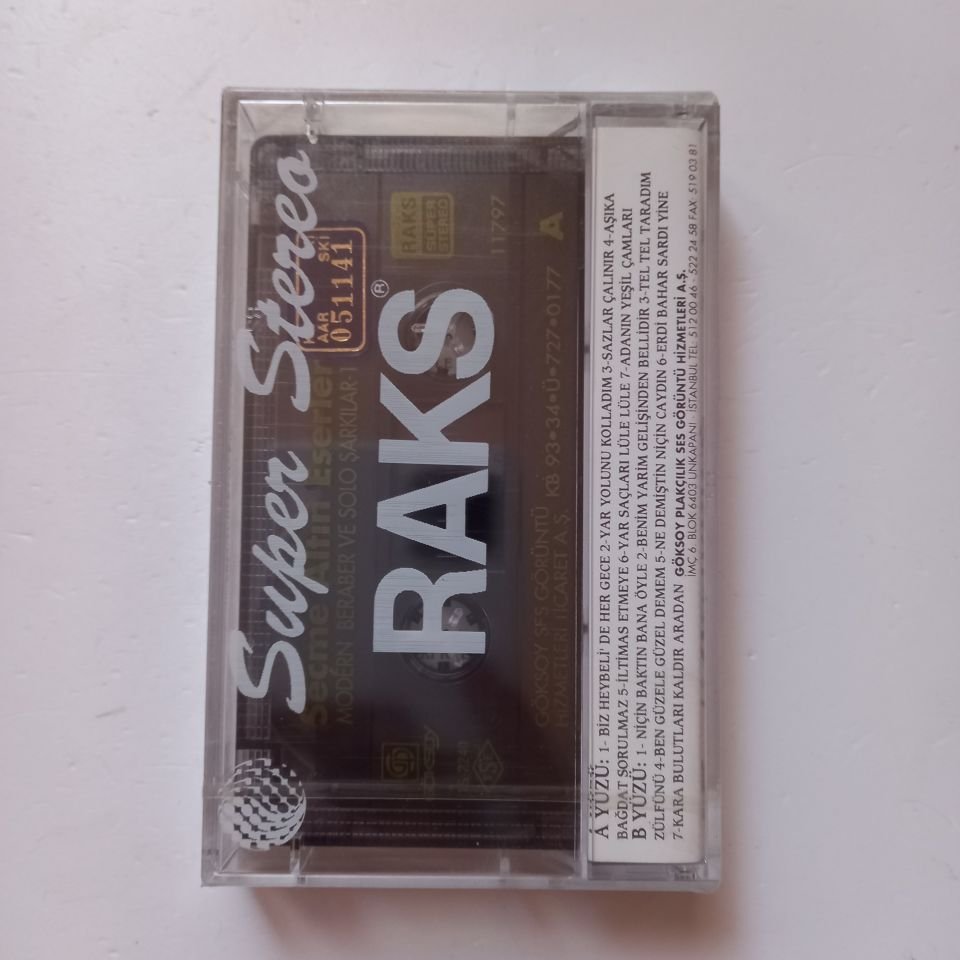 Super Stereo
RAKS®
AAR SKİ
051141
RAKS
SUPER
STEREO
11797
A
Seçme Altın Eserler
MODERN BERABER VE SOLO ŞARKILAR-1
GÖKSOY SES GÖRÜNTÜ
HİZMETLERİ TİCARET A.Ş.
KB 93•34•Ü•727•0177
A YÜZÜ: 1- BİZ HEYBELİ' DE HER GECE 2-YAR YOLUNU KOLLADIM 3-SAZLAR ÇALINIR 4-AŞIKA
BAĞDAT SORULMAZ 5-İLTİMAS ETMEYE 6-YAR SAÇLARI LÜLE LÜLE 7-ADANIN YEŞİL ÇAMLARI
B YÜZÜ: 1- NİÇİN BAKTIN BANA ÖYLE 2-BENİM YARİM GELİŞİNDEN BELLİDİR 3-TEL TEL TARADIM
ZÜLFÜNÜ 4-BEN GÜZELE GÜZEL DEMEM 5-NE DEMİŞTİN NİÇİN CAYDIN 6-ERDİ BAHAR SARDI YİNE
7-KARA BULUTLARI KALDIR ARADAN GÖKSOY PLAKÇILIK SES GÖRÜNTÜ HİZMETLERİ A.Ş.
İMÇ 6. BLOK 6403 UNKAPANI - İSTANBUL TEL: 512 00 46 - 522 24 58 FAX: 519 03 81